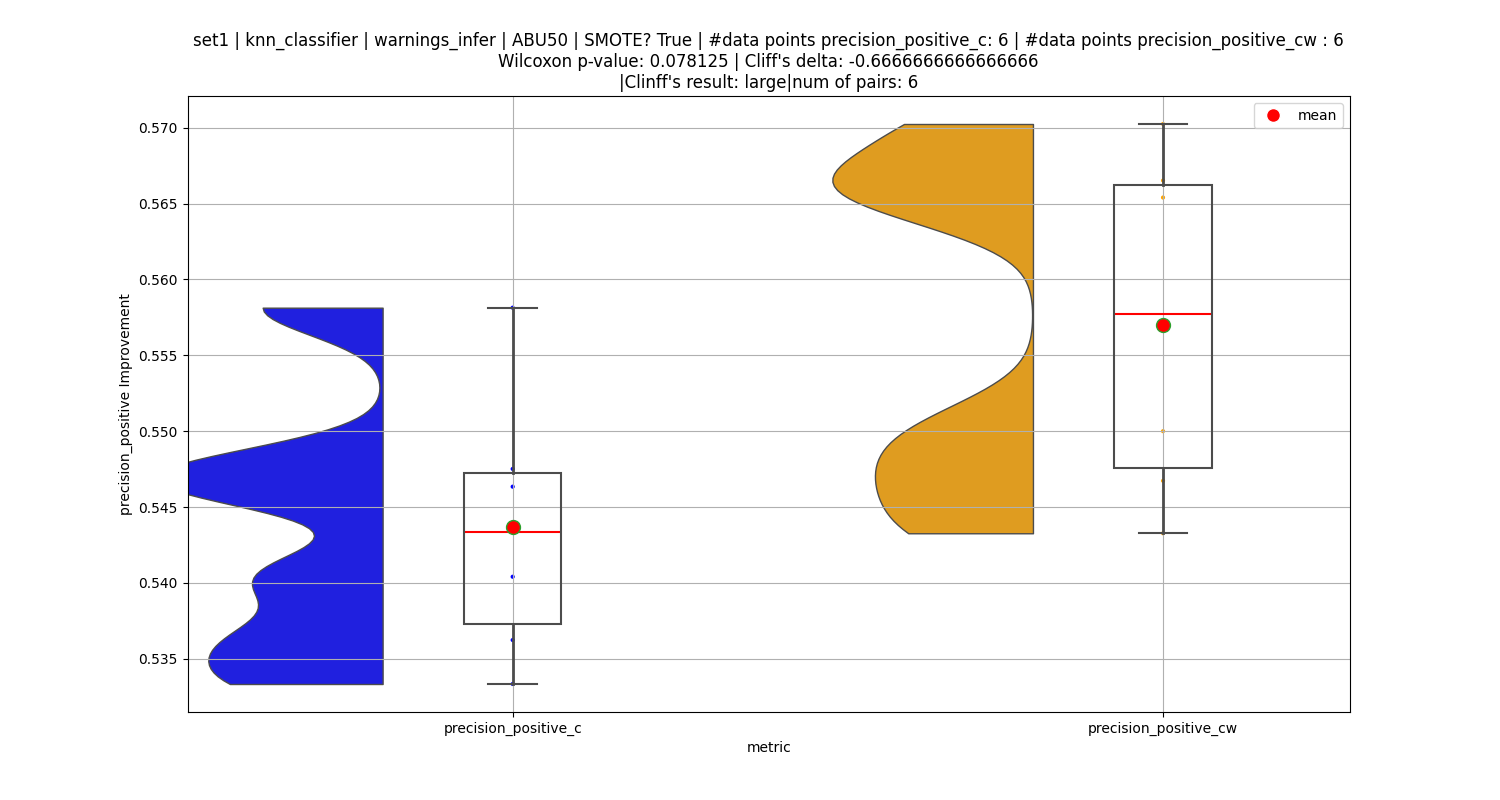 set1 | knn_classifier | warnings_infer | ABU50 | SMOTE? True | #data points precision_positive_c: 6 | #data points precision_positive_cw : 6
Wilcoxon p-value: 0.078125 | Cliff's delta: -0.6666666666666666
|Clinff's result: large|num of pairs: 6
mean
0.570
0.565
0.560
0.555
0.550
0.545
0.540
0.535
precision_positive Improvement
precision_positive_c
precision_positive_cw
metric